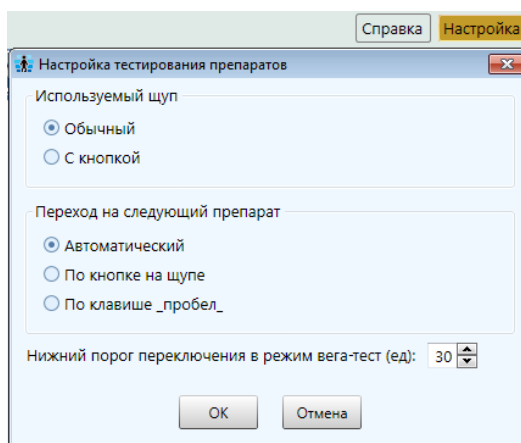 Справка Настройка
Настройка тестирования препаратов
Используемый щуп
Обычный
С кнопкой
Переход на следующий препарат
Автоматический
По кнопке на щупе
По клавише _пробел_
Нижний порог переключения в режим вега-тест (ед): 30
ОК Отмена